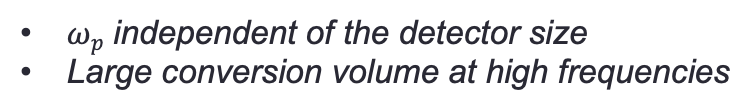 • ωₚ independent of the detector size
• Large conversion volume at high frequencies